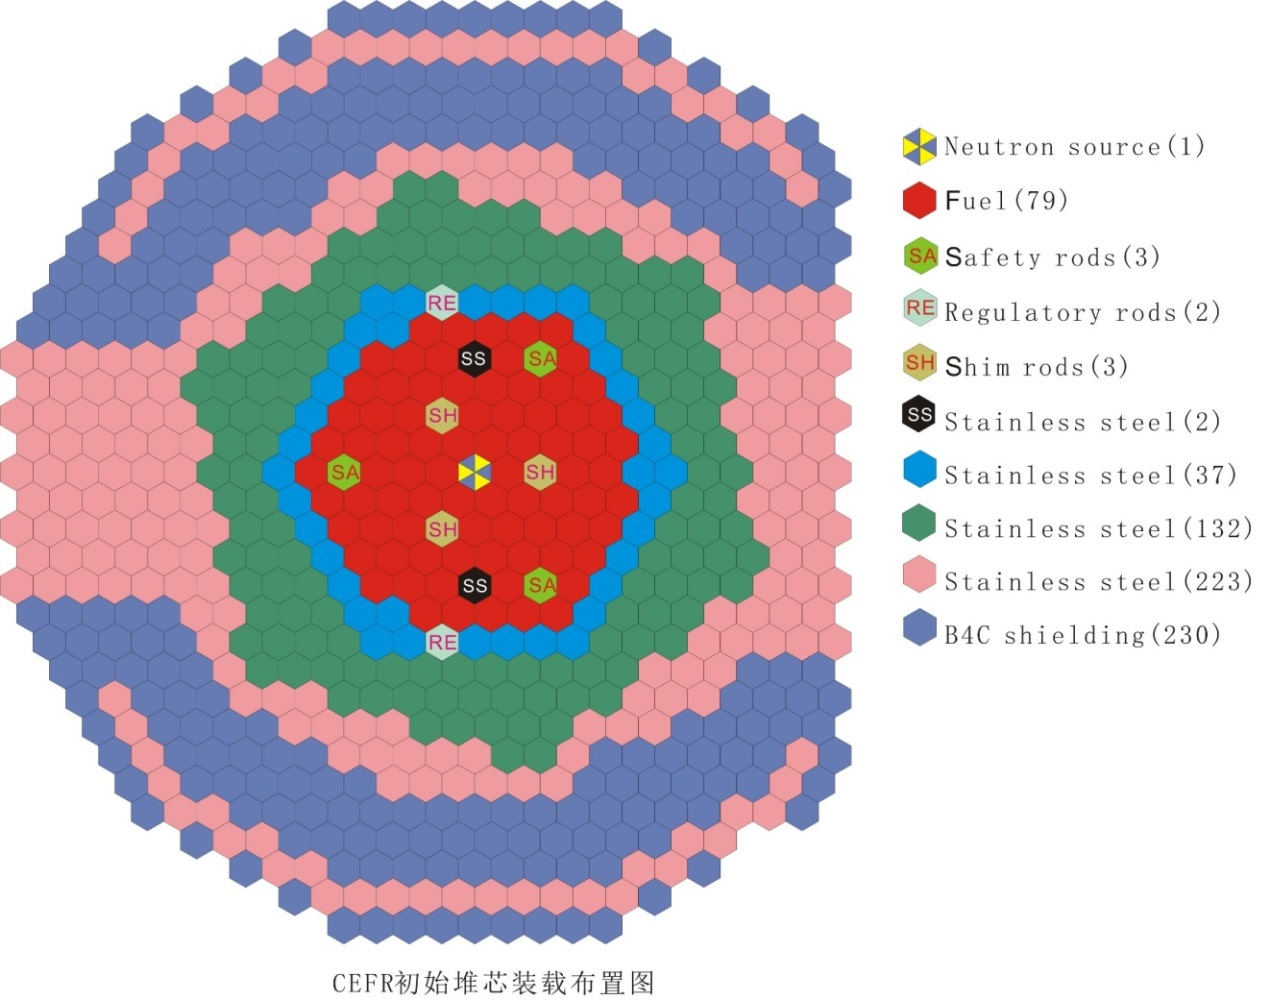 RE
SS SA
SH
SA SH
SH
SS SA
RE
Neutron source(1)
Fuel(79)
SA Safety rods(3)
RE Regulatory rods(2)
SH Shim rods(3)
SS Stainless steel(2)
Stainless steel(37)
Stainless steel(132)
Stainless steel(223)
B4C shielding(230)
CEFR初始堆芯装载布置图